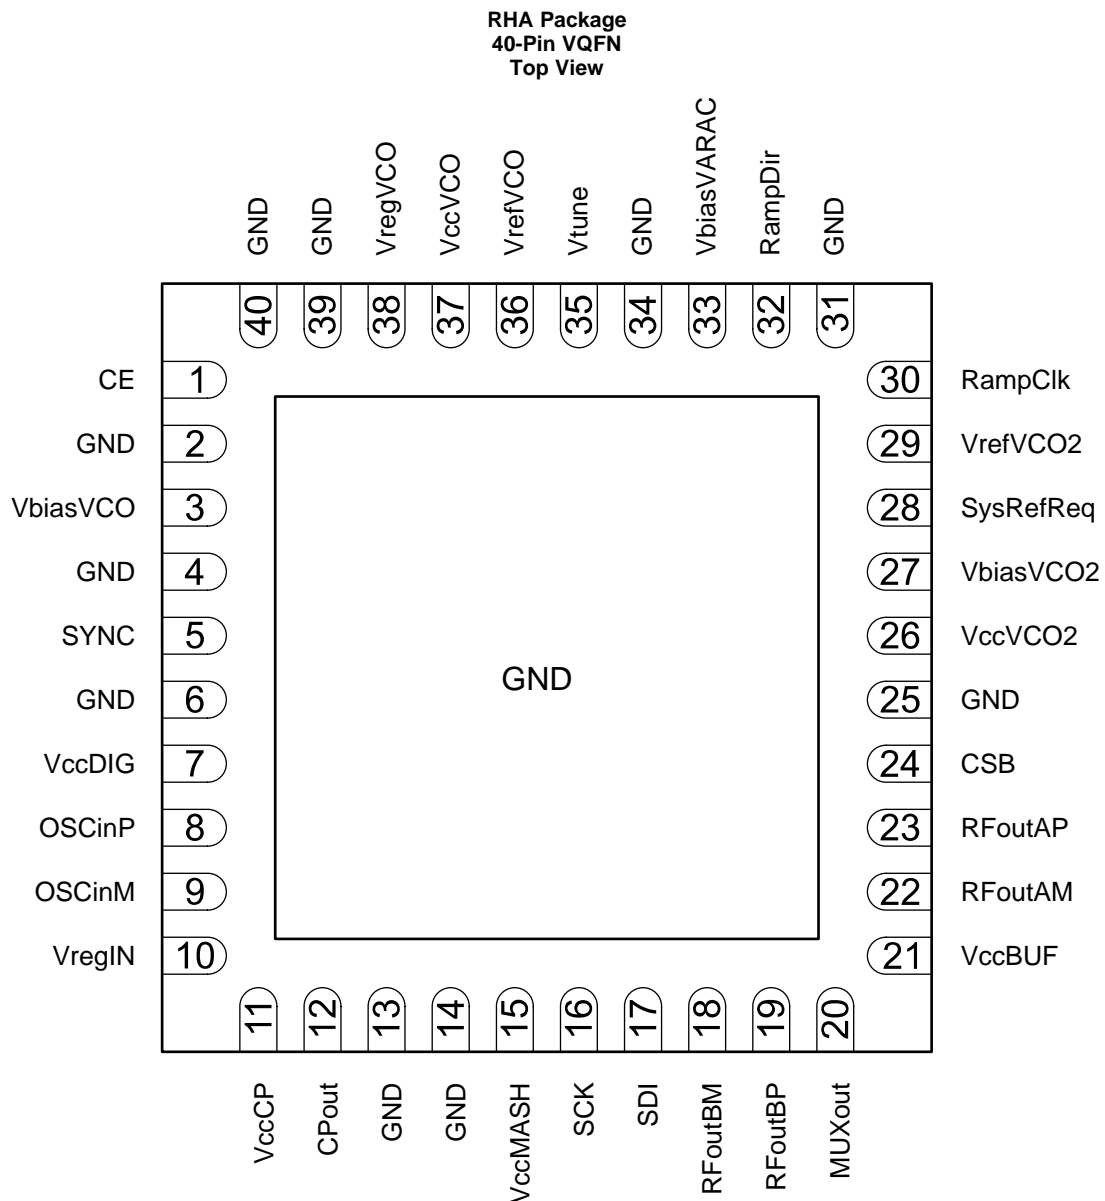 RHA Package
40-Pin VQFN
Top View
GND
GND
VregVCO
VccVCO
VrefVCO
Vtune
GND
VbiasVARAC
RampDir
GND
40
39
38
37
36
35
34
33
32
31
CE 1
GND 2
VbiasVCO 3
GND 4
SYNC 5
GND 6
VccDIG 7
OSCinP 8
OSCinM 9
VregIN 10
GND
30 RampClk
29 VrefVCO2
28 SysRefReq
27 VbiasVCO2
26 VccVCO2
25 GND
24 CSB
23 RFoutAP
22 RFoutAM
21 VccBUF
11
12
13
14
15
16
17
18
19
20
VccCP
CPout
GND
GND
VccMASH
SCK
SDI
RFoutBM
RFoutBP
MUXout